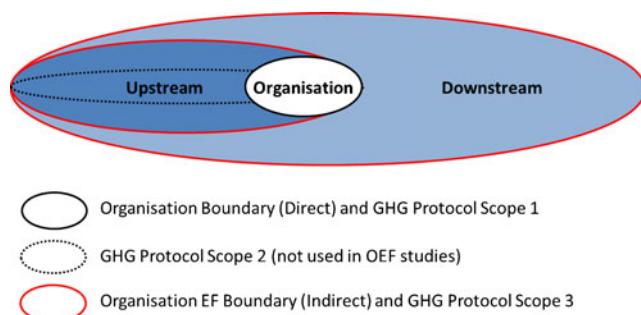 Upstream Organisation Downstream
Organisation Boundary (Direct) and GHG Protocol Scope 1
GHG Protocol Scope 2 (not used in OEF studies)
Organisation EF Boundary (Indirect) and GHG Protocol Scope 3